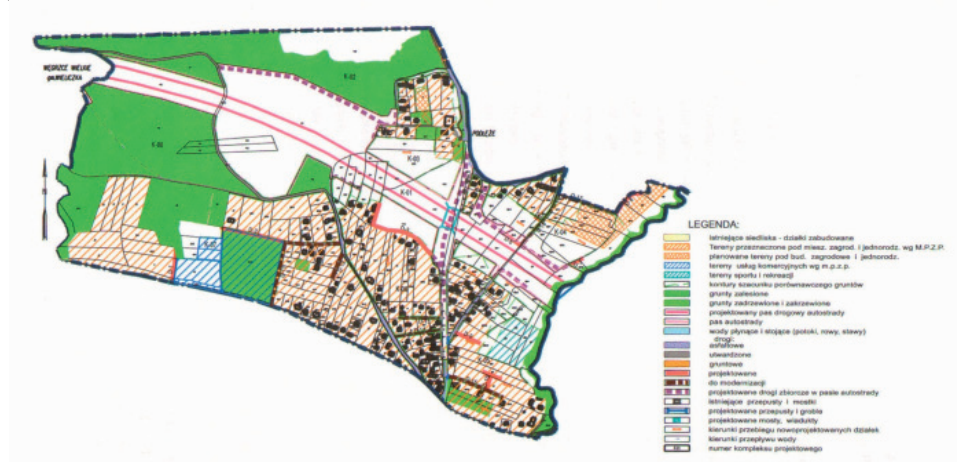 WĘGRZCE WIELKIE
gm.WIELICZKA
K-02
PODŁĘŻE
K-03
K-01
K-04
LEGENDA:
istniejące siedliska - działki zabudowane
Tereny przeznaczone pod miesz. zagrod. i jednorodz. wg M.P.Z.P.
planowane tereny pod bud. zagrodowe i jednorodz.
tereny usług komercyjnych wg m.p.z.p.
tereny sportu i rekreacji
kontury szacunku porównawczego gruntów
grunty zalesione
grunty zadrzewione i zakrzewione
projektowany pas drogowy autostrady
pas autostrady
wody płynące i stojące (potoki, rowy, stawy)
drogi:
asfaltowe
utwardzone
gruntowe
projektowane
do modernizacji
projektowane drogi zbiorcze w pasie autostrady
istniejące przepusty i mostki
projektowane przepusty i groble
projektowane mosty, wiadukty
kierunki przebiegu nowoprojektowanych działek
kierunki przepływu wody
numer kompleksu projektowego